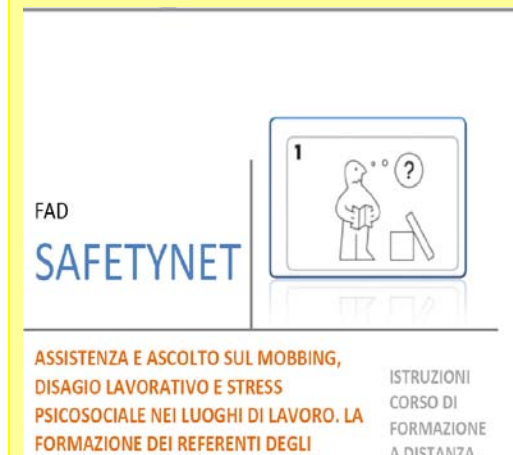 1
?
FAD
SAFETYNET
ASSISTENZA E ASCOLTO SUL MOBBING,
DISAGIO LAVORATIVO E STRESS
PSICOSOCIALE NEI LUOGHI DI LAVORO. LA
FORMAZIONE DEI REFERENTI DEGLI
ISTRUZIONI
CORSO DI
FORMAZIONE
A DISTANZA